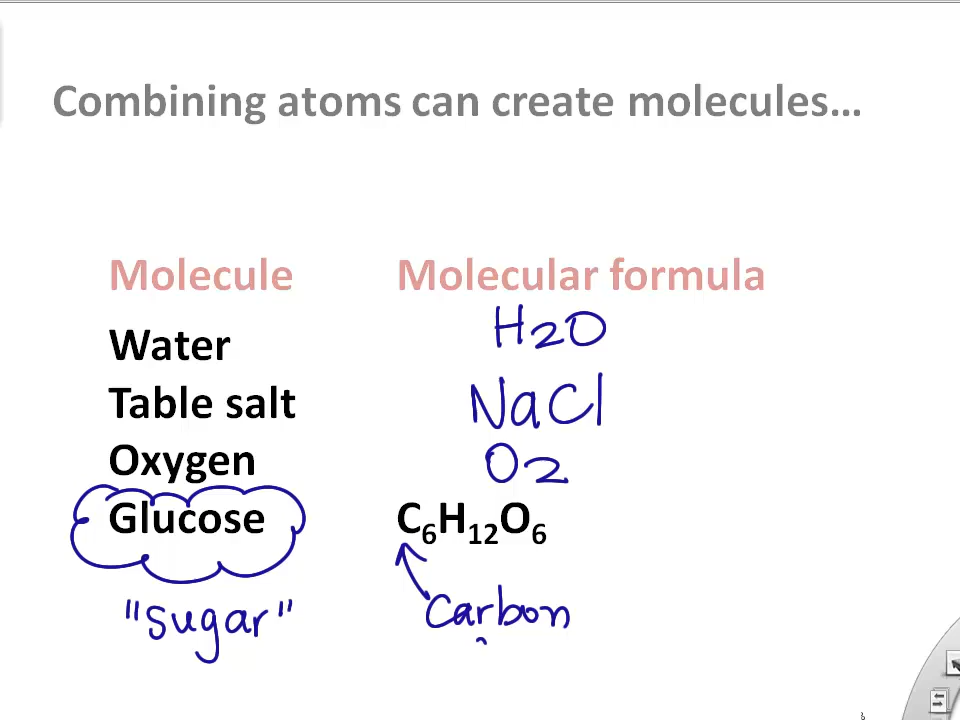 Combining atoms can create molecules…
Molecule Molecular formula
Water H2O
Table salt NaCl
Oxygen O2
Glucose C₆H₁₂O₆
"Sugar" Carbon